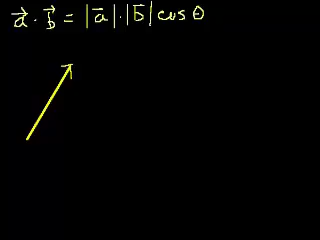 a⃗ · b⃗ = |a⃗| · |b⃗| cos θ